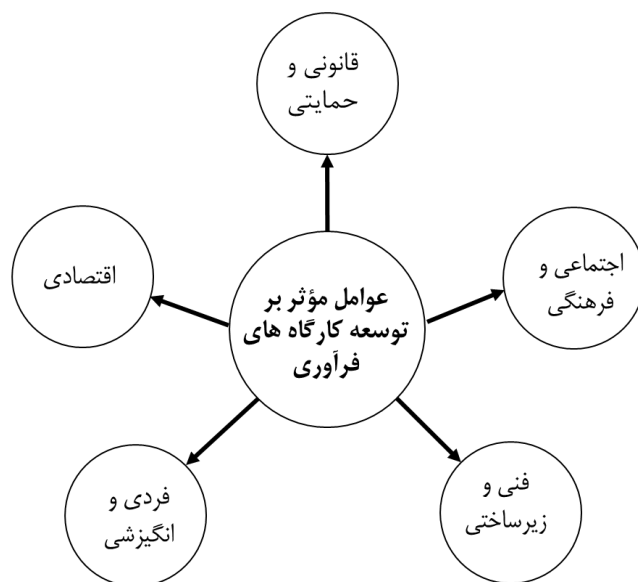 قانونی و
حمایتی
اجتماعی و
فرهنگی
اقتصادی
عوامل مؤثر بر
توسعه کارگاه های
فرآوری
فنی و
زیرساختی
فردی و
انگیزشی